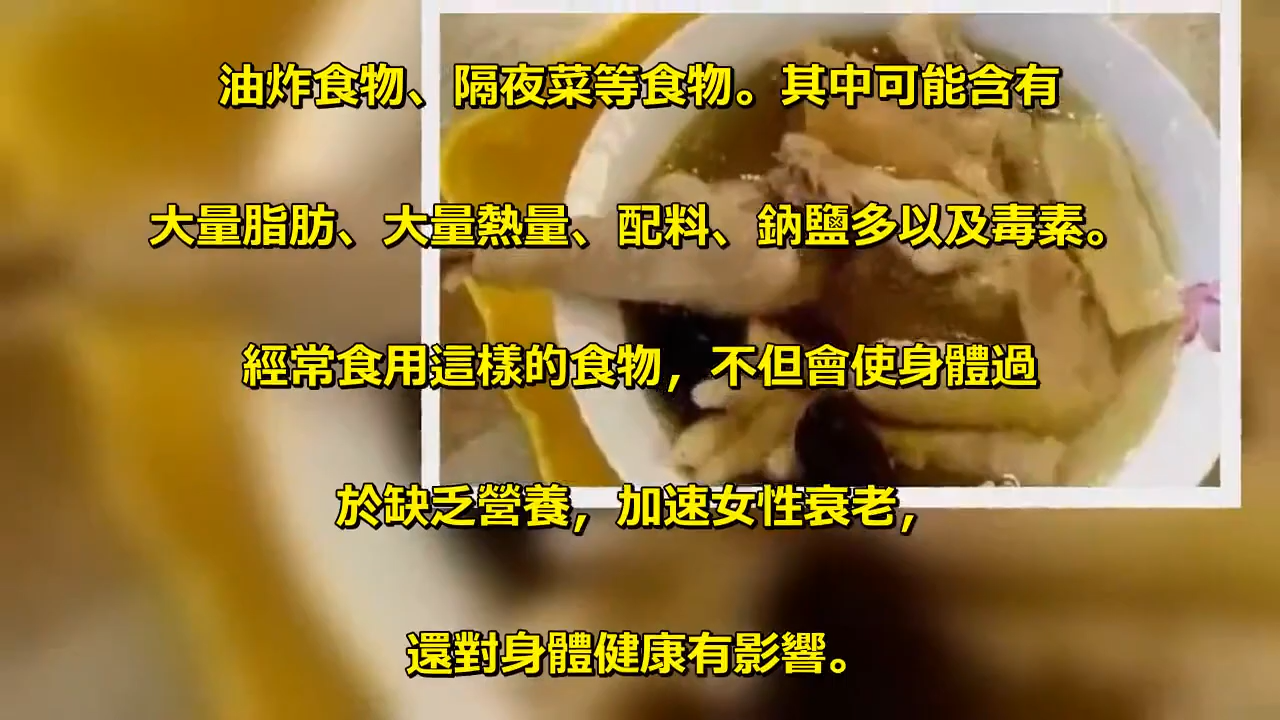 油炸食物、隔夜菜等食物。其中可能含有
大量脂肪、大量熱量、配料、鈉鹽多以及毒素。
經常食用這樣的食物，不但會使身體過
於缺乏營養，加速女性衰老，
還對身體健康有影響。